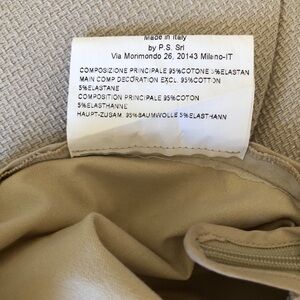 Made in Italy
by P.S. Srl
Via Morimondo 26, 20143 Milano-IT
COMPOSIZIONE PRINCIPALE 95%COTONE 5%ELASTAN
MAIN COMP.DECORATION EXCL. 95%COTTON
5%ELASTANE
COMPOSITION PRINCIPALE 95%COTON
5%ELASTHANNE
HAUPT-ZUSAM. 95%BAUMWOLLE 5%ELASTHANN